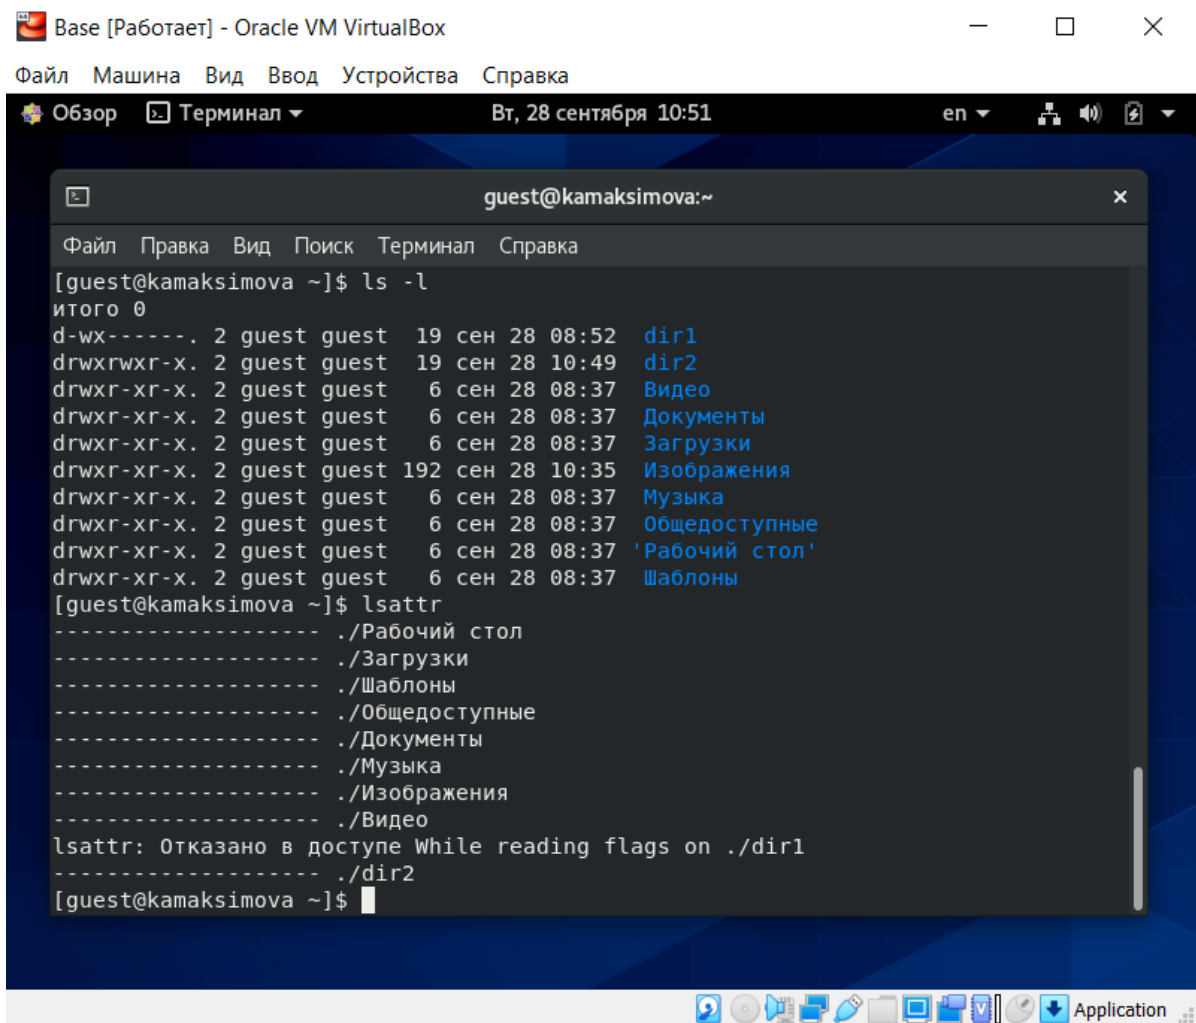 Base [Работает] - Oracle VM VirtualBox
Файл Машина Вид Ввод Устройства Справка
Обзор Терминал Вт, 28 сентября 10:51 en
guest@kamaksimova:~
Файл Правка Вид Поиск Терминал Справка
[guest@kamaksimova ~]$ ls -l
итого 0
d-wx------. 2 guest guest  19 сен 28 08:52  dir1
drwxrwxr-x. 2 guest guest  19 сен 28 10:49  dir2
drwxr-xr-x. 2 guest guest   6 сен 28 08:37  Видео
drwxr-xr-x. 2 guest guest   6 сен 28 08:37  Документы
drwxr-xr-x. 2 guest guest   6 сен 28 08:37  Загрузки
drwxr-xr-x. 2 guest guest 192 сен 28 10:35  Изображения
drwxr-xr-x. 2 guest guest   6 сен 28 08:37  Музыка
drwxr-xr-x. 2 guest guest   6 сен 28 08:37  Общедоступные
drwxr-xr-x. 2 guest guest   6 сен 28 08:37 'Рабочий стол'
drwxr-xr-x. 2 guest guest   6 сен 28 08:37  Шаблоны
[guest@kamaksimova ~]$ lsattr
-------------------- ./Рабочий стол
-------------------- ./Загрузки
-------------------- ./Шаблоны
-------------------- ./Общедоступные
-------------------- ./Документы
-------------------- ./Музыка
-------------------- ./Изображения
-------------------- ./Видео
lsattr: Отказано в доступе While reading flags on ./dir1
-------------------- ./dir2
[guest@kamaksimova ~]$
Application